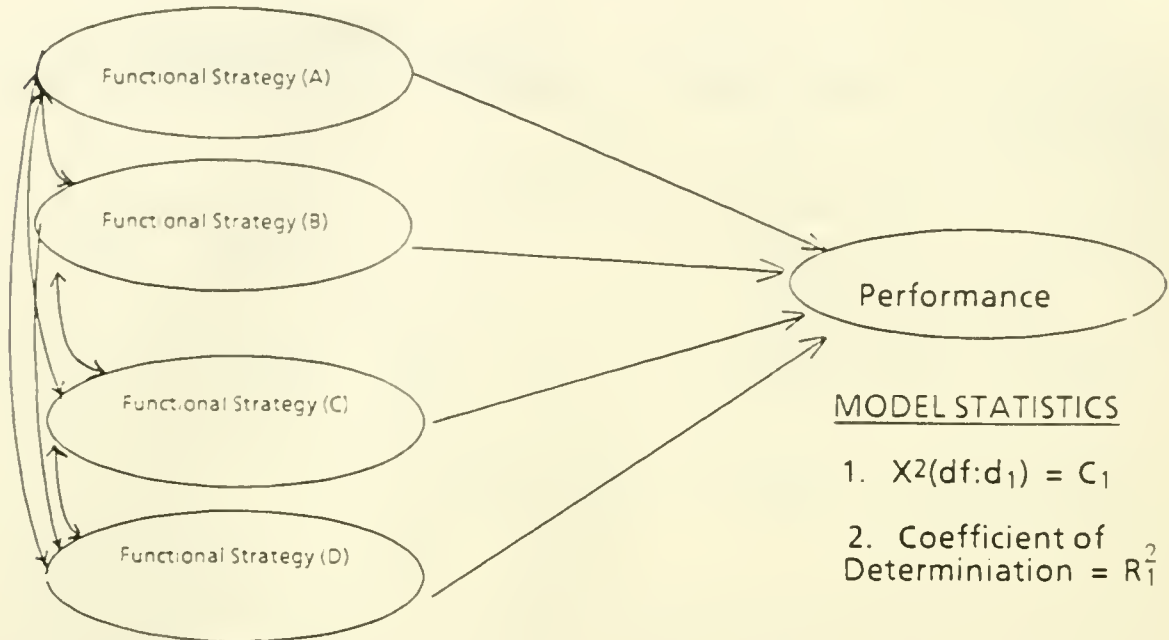 Functional Strategy (A)
Functional Strategy (B)
Performance
Functional Strategy (C)
MODEL STATISTICS
1. X²(df:d₁) = C₁
Functional Strategy (D)
2. Coefficient of
Determiniation = R₁²